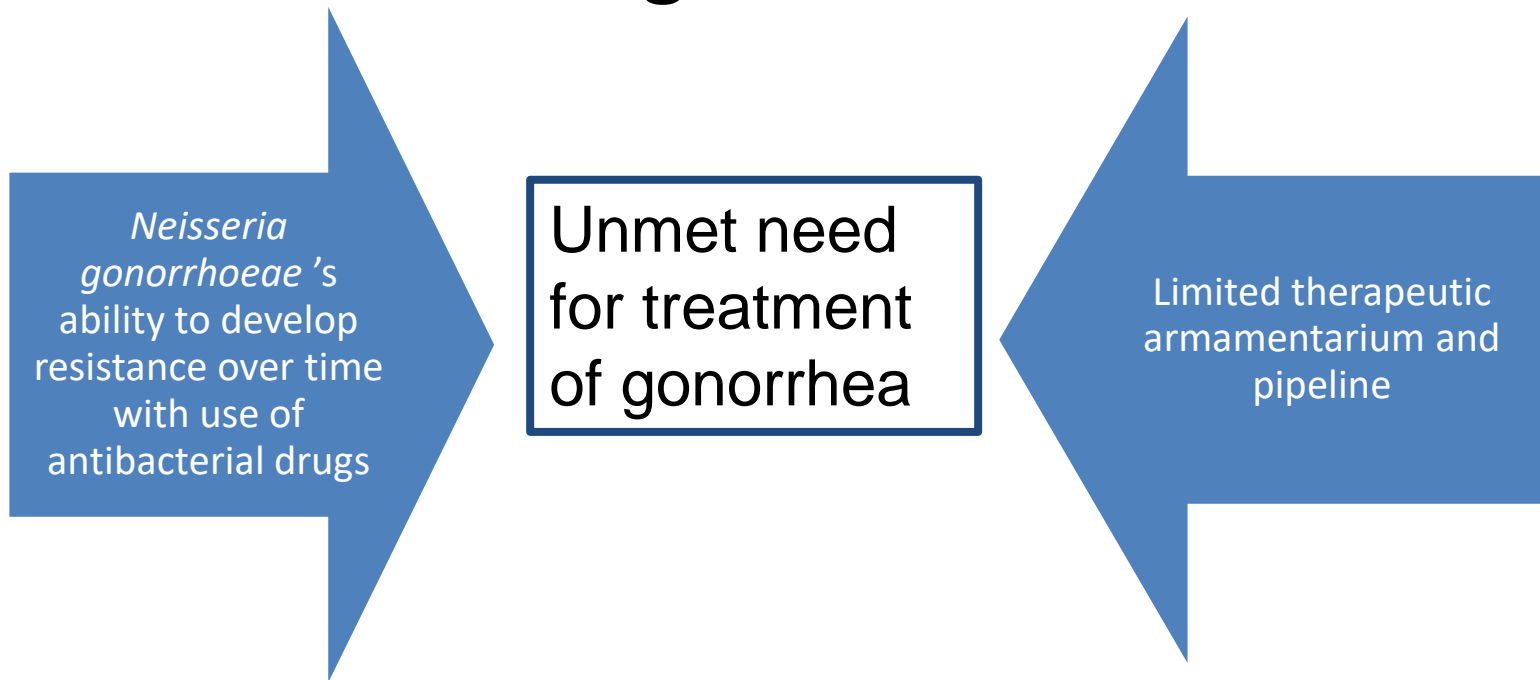 Neisseria
gonorrhoeae ’s
ability to develop
resistance over time
with use of
antibacterial drugs
Unmet need
for treatment
of gonorrhea
Limited therapeutic
armamentarium and
pipeline